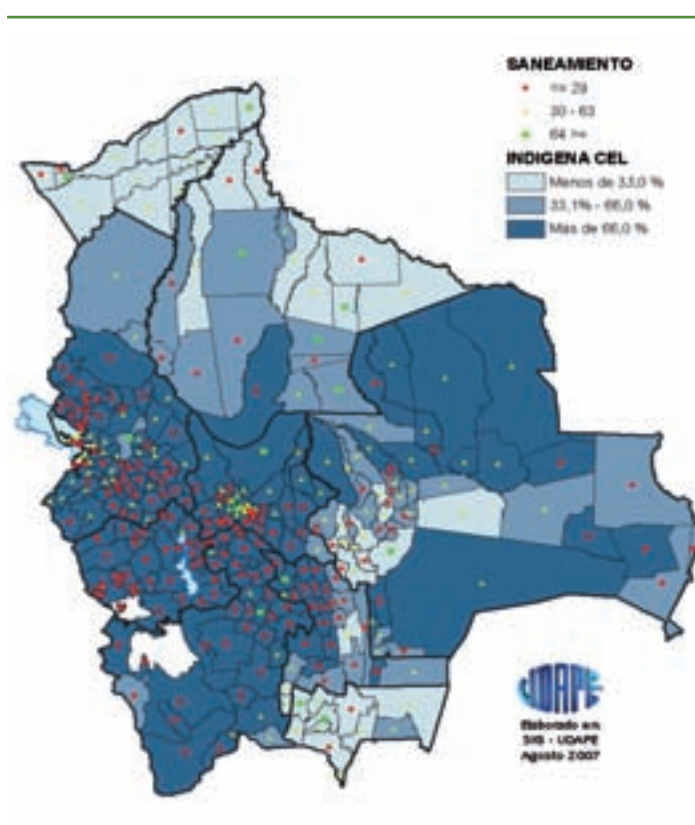 SANEAMIENTO
<= 29
30 - 63
64 >=
INDIGENA CEL
Menos de 33,0 %
33,1% - 66,0 %
Más de 66,0 %
UDAPE
Elaborado en:
SIG - UDAPE
Agosto 2007